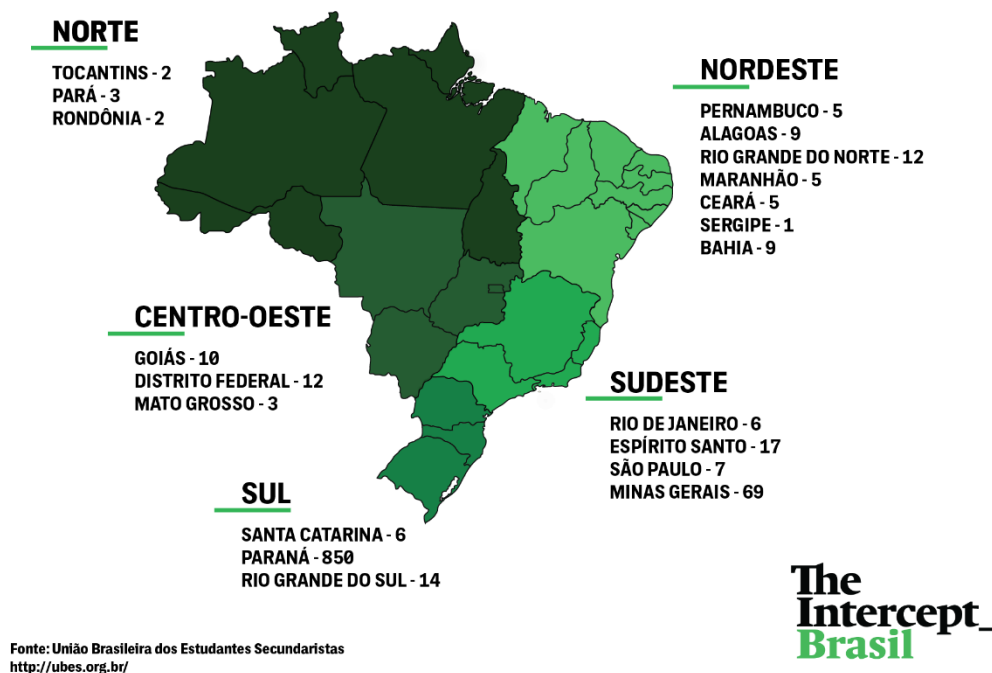 NORTE
TOCANTINS - 2
PARÁ - 3
RONDÔNIA - 2
NORDESTE
PERNAMBUCO - 5
ALAGOAS - 9
RIO GRANDE DO NORTE - 12
MARANHÃO - 5
CEARÁ - 5
SERGIPE - 1
BAHIA - 9
CENTRO-OESTE
GOIÁS - 10
DISTRITO FEDERAL - 12
MATO GROSSO - 3
SUDESTE
RIO DE JANEIRO - 6
ESPÍRITO SANTO - 17
SÃO PAULO - 7
MINAS GERAIS - 69
SUL
SANTA CATARINA - 6
PARANÁ - 850
RIO GRANDE DO SUL - 14
The
Intercept_
Brasil
Fonte: União Brasileira dos Estudantes Secundaristas
http://ubes.org.br/